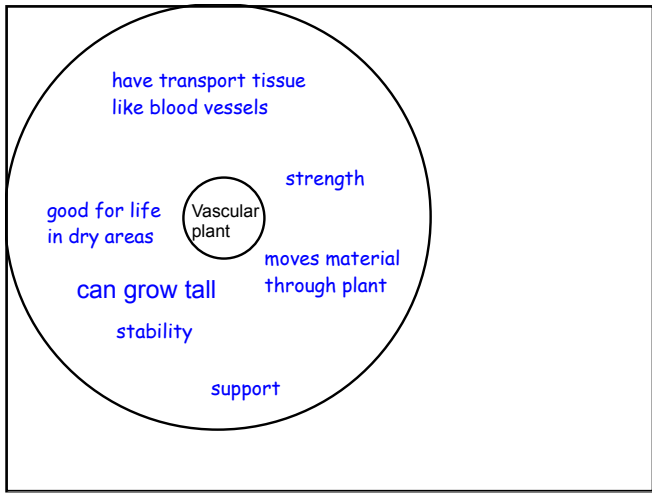 have transport tissue
like blood vessels
strength
good for life
in dry areas
Vascular
plant
moves material
through plant
can grow tall
stability
support